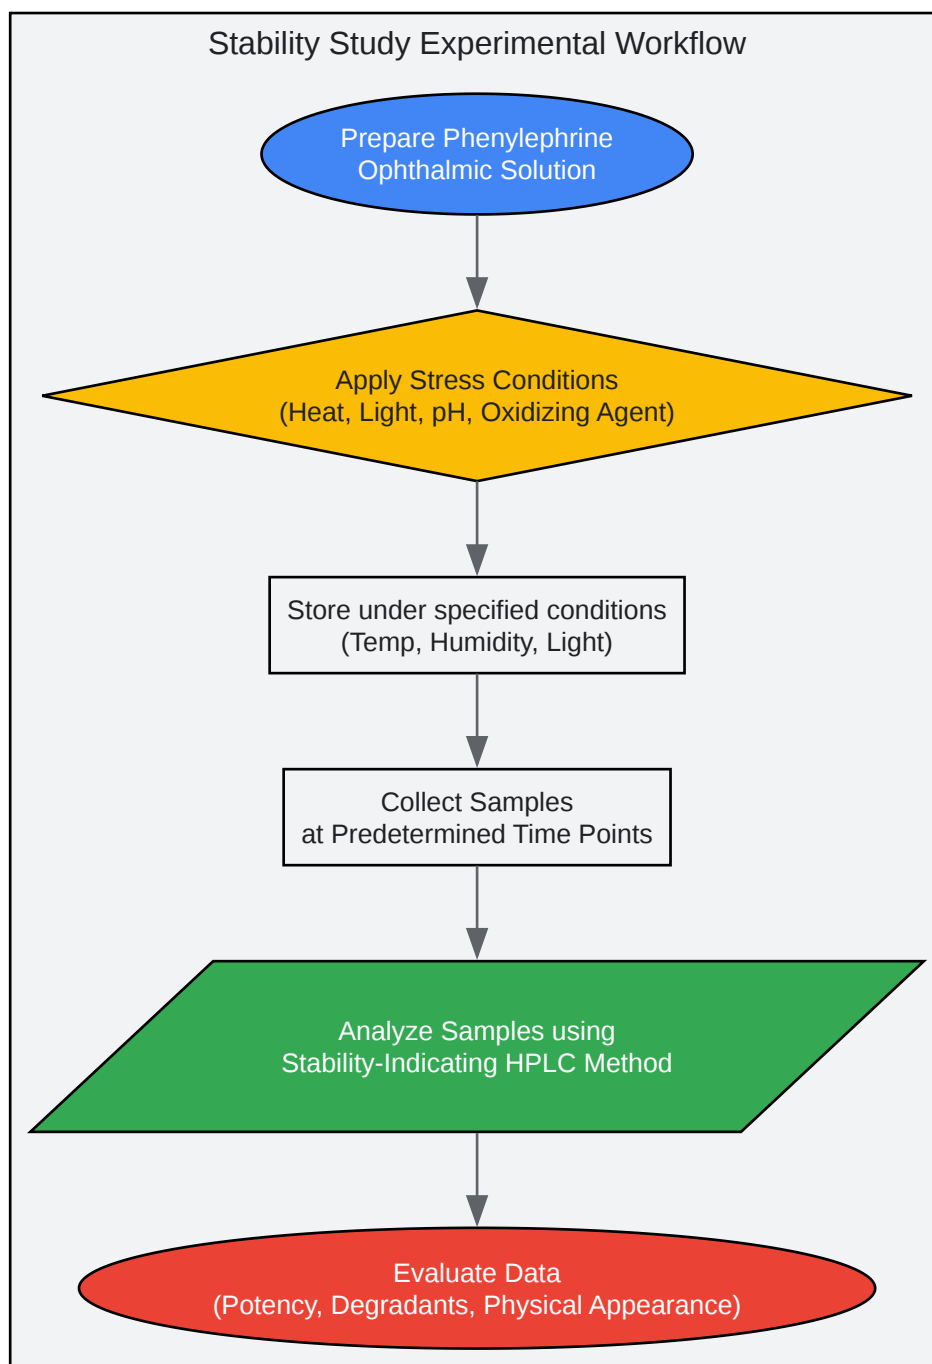 Stability Study Experimental Workflow
Prepare Phenylephrine
Ophthalmic Solution
Apply Stress Conditions
(Heat, Light, pH, Oxidizing Agent)
Store under specified conditions
(Temp, Humidity, Light)
Collect Samples
at Predetermined Time Points
Analyze Samples using
Stability-Indicating HPLC Method
Evaluate Data
(Potency, Degradants, Physical Appearance)